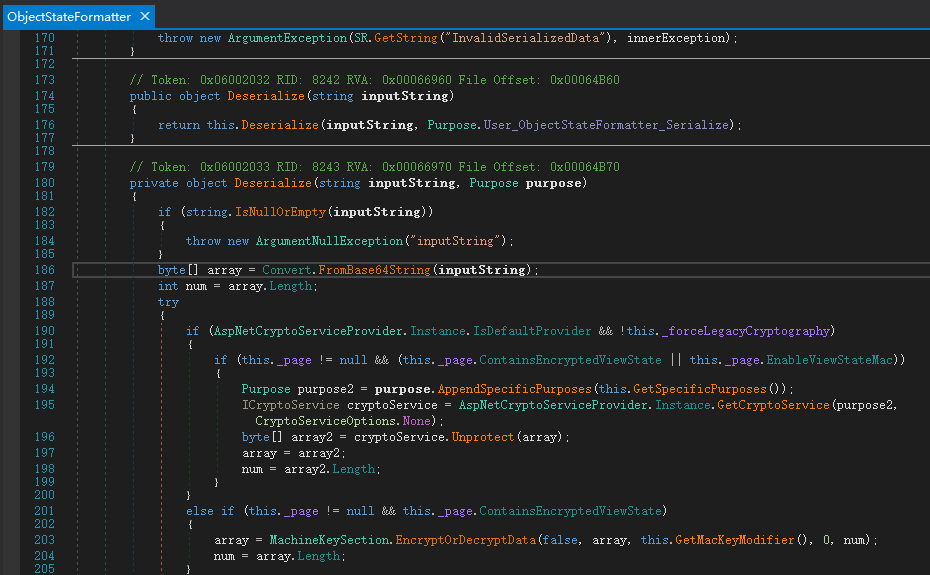 ObjectStateFormatter ✕
170 throw new ArgumentException(SR.GetString("InvalidSerializedData"), innerException);
171 }
172
173 // Token: 0x06002032 RID: 8242 RVA: 0x00066960 File Offset: 0x00064B60
174 public object Deserialize(string inputString)
175 {
176 return this.Deserialize(inputString, Purpose.User_ObjectStateFormatter_Serialize);
177 }
178
179 // Token: 0x06002033 RID: 8243 RVA: 0x00066970 File Offset: 0x00064B70
180 private object Deserialize(string inputString, Purpose purpose)
181 {
182 if (string.IsNullOrEmpty(inputString))
183 {
184 throw new ArgumentNullException("inputString");
185 }
186 byte[] array = Convert.FromBase64String(inputString);
187 int num = array.Length;
188 try
189 {
190 if (AspNetCryptoServiceProvider.Instance.IsDefaultProvider && !this._forceLegacyCryptography)
191 {
192 if (this._page != null && (this._page.ContainsEncryptedViewState || this._page.EnableViewStateMac))
193 {
194 Purpose purpose2 = purpose.AppendSpecificPurposes(this.GetSpecificPurposes());
195 ICryptoService cryptoService = AspNetCryptoServiceProvider.Instance.GetCryptoService(purpose2,
CryptoServiceOptions.None);
196 byte[] array2 = cryptoService.Unprotect(array);
197 array = array2;
198 num = array2.Length;
199 }
200 }
201 else if (this._page != null && this._page.ContainsEncryptedViewState)
202 {
203 array = MachineKeySection.EncryptOrDecryptData(false, array, this.GetMacKeyModifier(), 0, num);
204 num = array.Length;
205 }